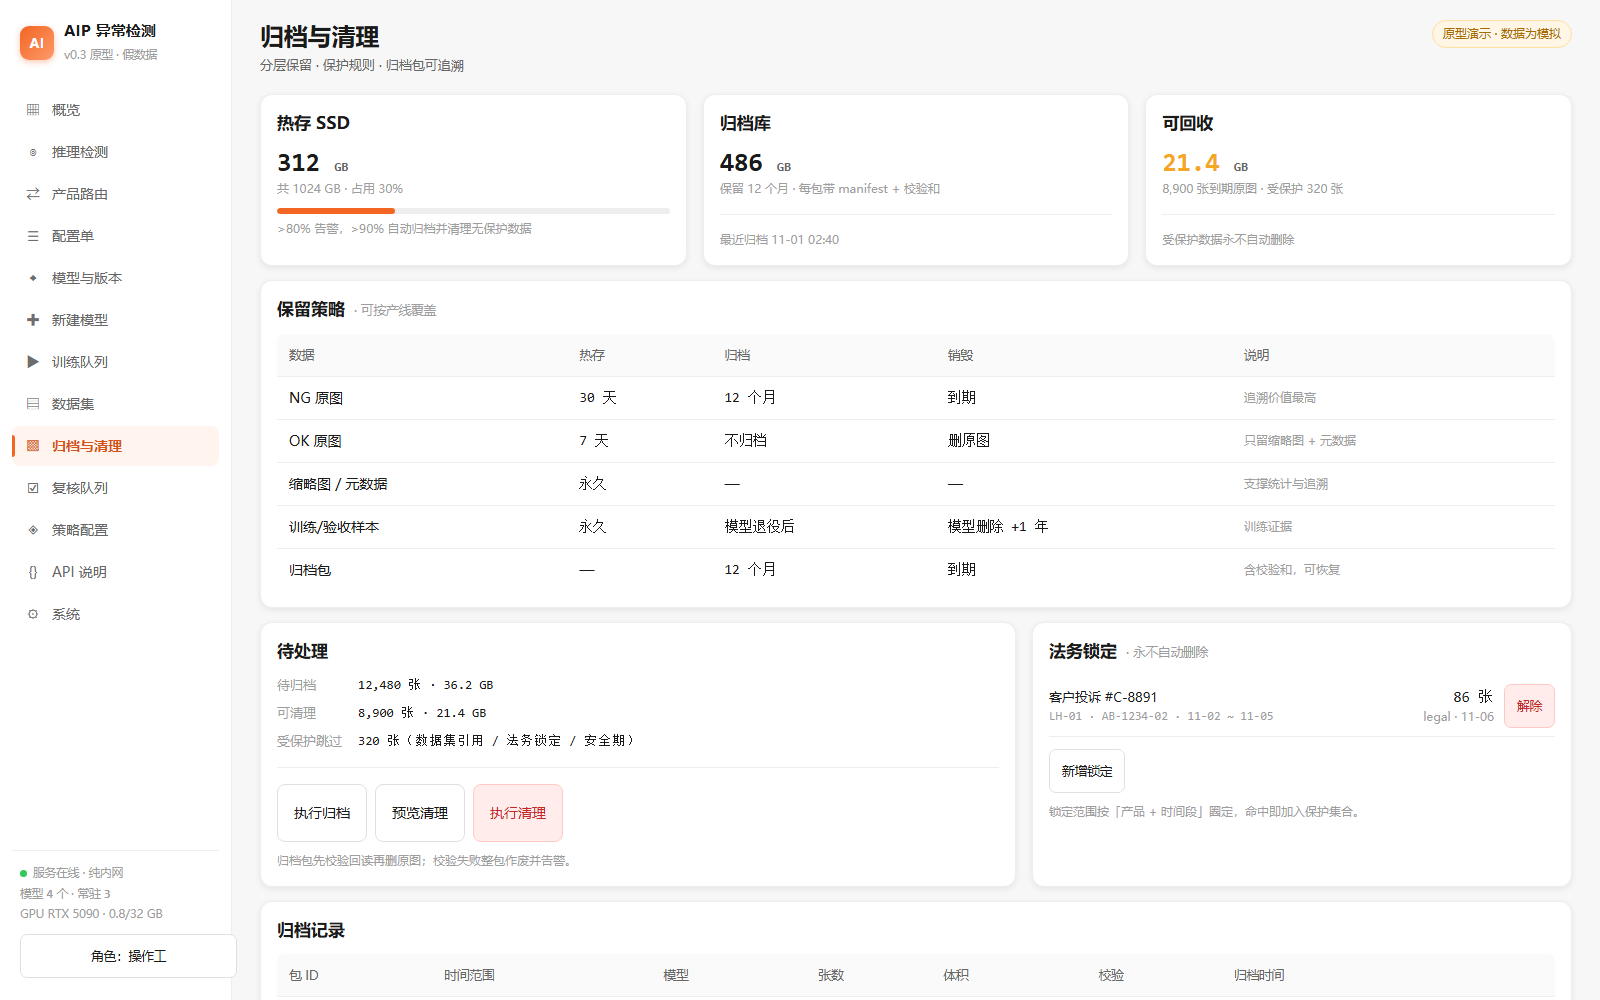 AI
AIP 异常检测
v0.3 原型 · 假数据
概览
推理检测
产品路由
配置单
模型与版本
新建模型
训练队列
数据集
归档与清理
复核队列
策略配置
{} API 说明
系统
服务在线 · 纯内网
模型 4 个 · 常驻 3
GPU RTX 5090 · 0.8/32 GB
角色：操作工
归档与清理
分层保留 · 保护规则 · 归档包可追溯
原型演示 · 数据为模拟
热存 SSD
312 GB
共 1024 GB · 占用 30%
>80% 告警，>90% 自动归档并清理无保护数据
归档库
486 GB
保留 12 个月 · 每包带 manifest + 校验和
最近归档 11-01 02:40
可回收
21.4 GB
8,900 张到期原图 · 受保护 320 张
受保护数据永不自动删除
保留策略 · 可按产线覆盖
数据 热存 归档 销毁 说明
NG 原图 30 天 12 个月 到期 追溯价值最高
OK 原图 7 天 不归档 删原图 只留缩略图 + 元数据
缩略图 / 元数据 永久 — — 支撑统计与追溯
训练/验收样本 永久 模型退役后 模型删除 +1 年 训练证据
归档包 — 12 个月 到期 含校验和，可恢复
待处理
待归档 12,480 张 · 36.2 GB
可清理 8,900 张 · 21.4 GB
受保护跳过 320 张（数据集引用 / 法务锁定 / 安全期）
执行归档 预览清理 执行清理
归档包先校验回读再删原图；校验失败整包作废并告警。
法务锁定 · 永不自动删除
客户投诉 #C-8891 86 张
LH-01 · AB-1234-02 · 11-02 ~ 11-05 legal · 11-06
解除
新增锁定
锁定范围按「产品 + 时间段」圈定，命中即加入保护集合。
归档记录
包 ID 时间范围 模型 张数 体积 校验 归档时间